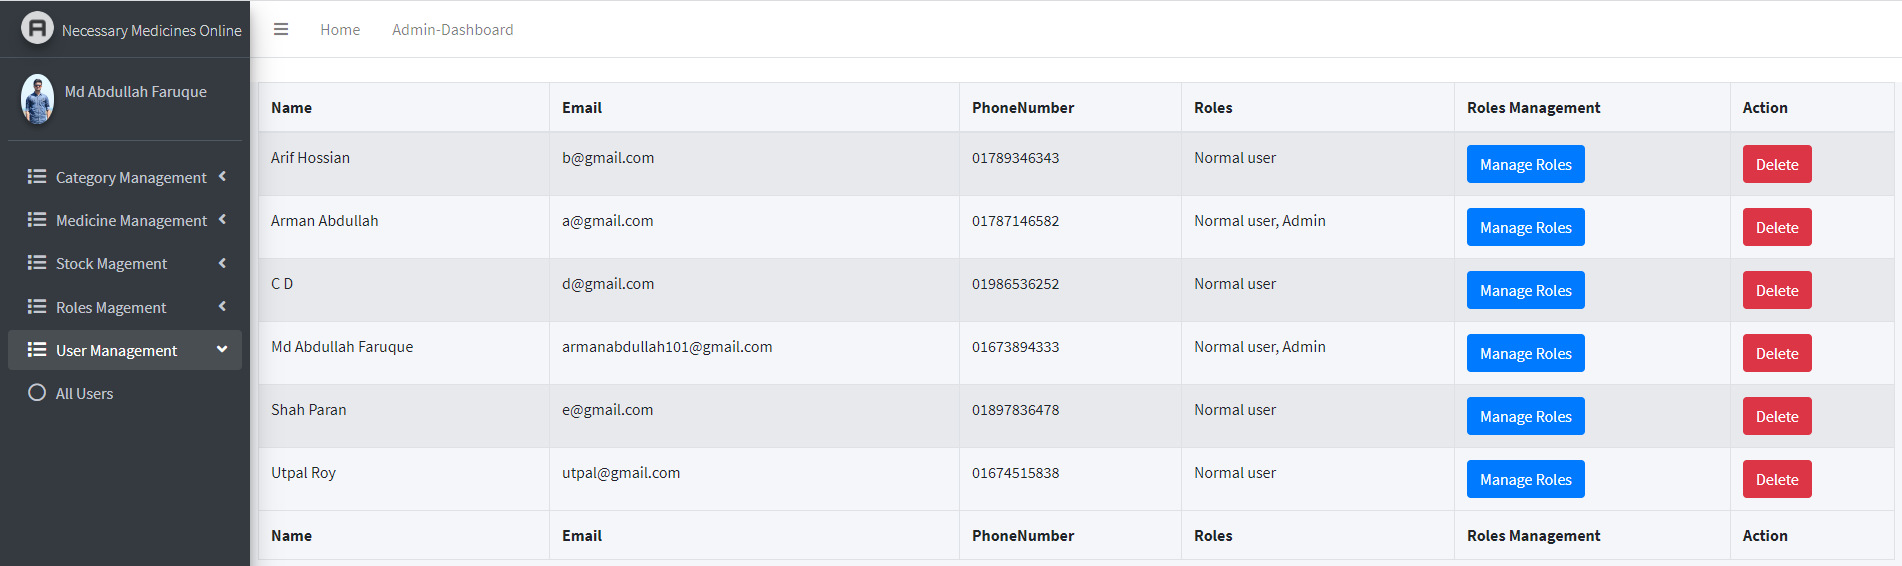 Necessary Medicines Online
Home Admin-Dashboard
Md Abdullah Faruque
Category Management
Medicine Management
Stock Magement
Roles Magement
User Management
All Users
Name Email PhoneNumber Roles Roles Management Action
Arif Hossian b@gmail.com 01789346343 Normal user Manage Roles Delete
Arman Abdullah a@gmail.com 01787146582 Normal user, Admin Manage Roles Delete
C D d@gmail.com 01986536252 Normal user Manage Roles Delete
Md Abdullah Faruque armanabdullah101@gmail.com 01673894333 Normal user, Admin Manage Roles Delete
Shah Paran e@gmail.com 01897836478 Normal user Manage Roles Delete
Utpal Roy utpal@gmail.com 01674515838 Normal user Manage Roles Delete
Name Email PhoneNumber Roles Roles Management Action